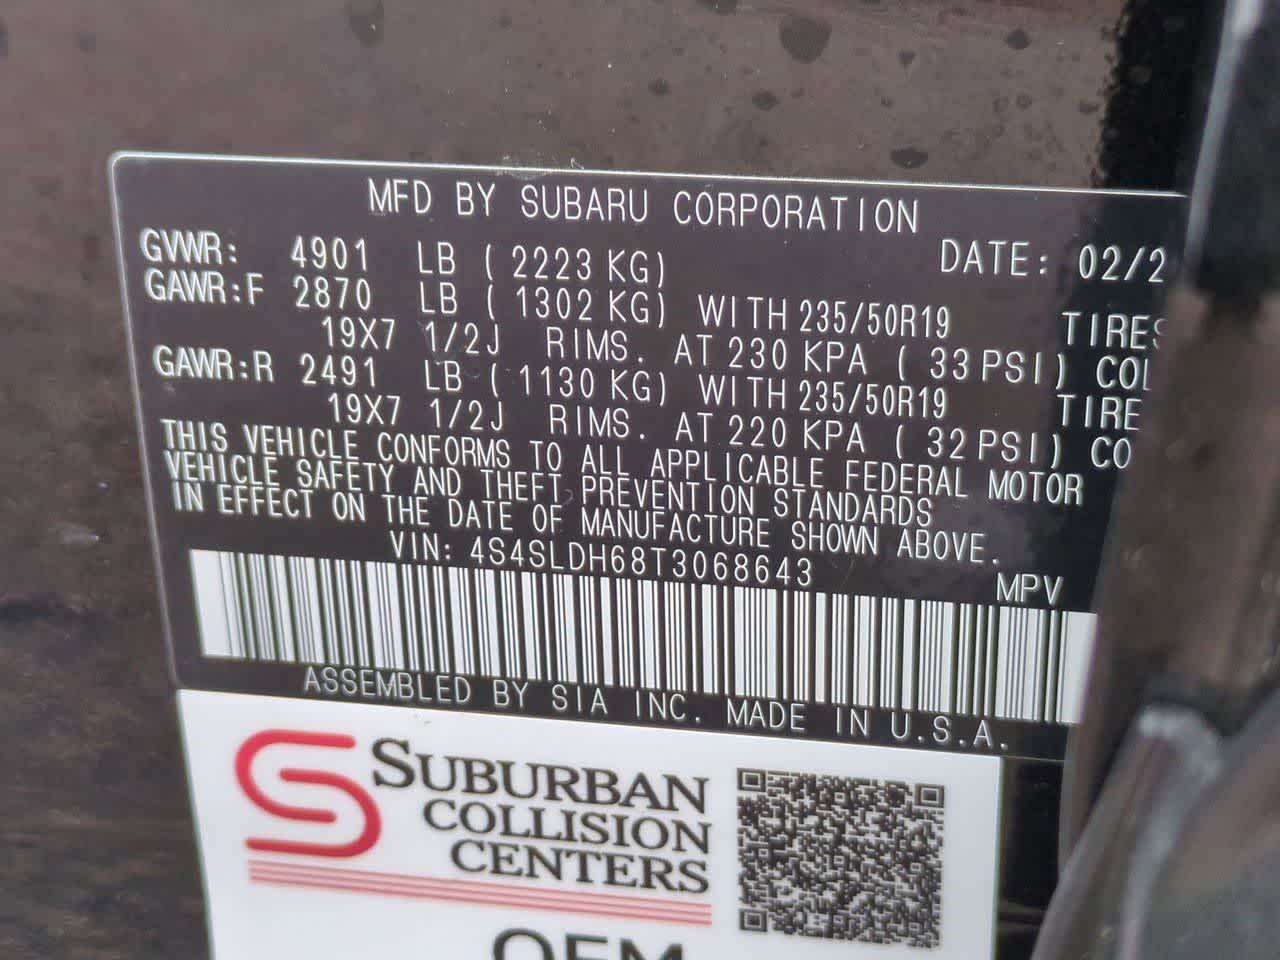 MFD BY SUBARU CORPORATION
GVWR: 4901 LB ( 2223 KG) DATE: 02/2
GAWR:F 2870 LB ( 1302 KG) WITH 235/50R19 TIRES
19X7 1/2J RIMS. AT 230 KPA ( 33 PSI) COL
GAWR:R 2491 LB ( 1130 KG) WITH 235/50R19 TIRE
19X7 1/2J RIMS. AT 220 KPA ( 32 PSI) CO
THIS VEHICLE CONFORMS TO ALL APPLICABLE FEDERAL MOTOR
VEHICLE SAFETY AND THEFT PREVENTION STANDARDS
IN EFFECT ON THE DATE OF MANUFACTURE SHOWN ABOVE.
VIN: 4S4SLDH68T3068643 MPV
ASSEMBLED BY SIA INC. MADE IN U.S.A.
SUBURBAN
COLLISION
CENTERS
OEM